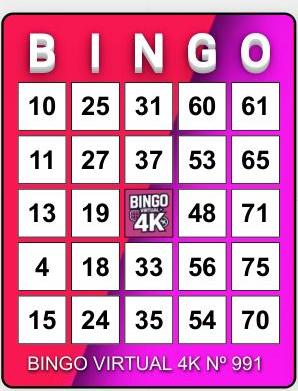 B I N G O
10 25 31 60 61
11 27 37 53 65
13 19 BINGO VIRTUAL 4K 48 71
4 18 33 56 75
15 24 35 54 70
BINGO VIRTUAL 4K Nº 991